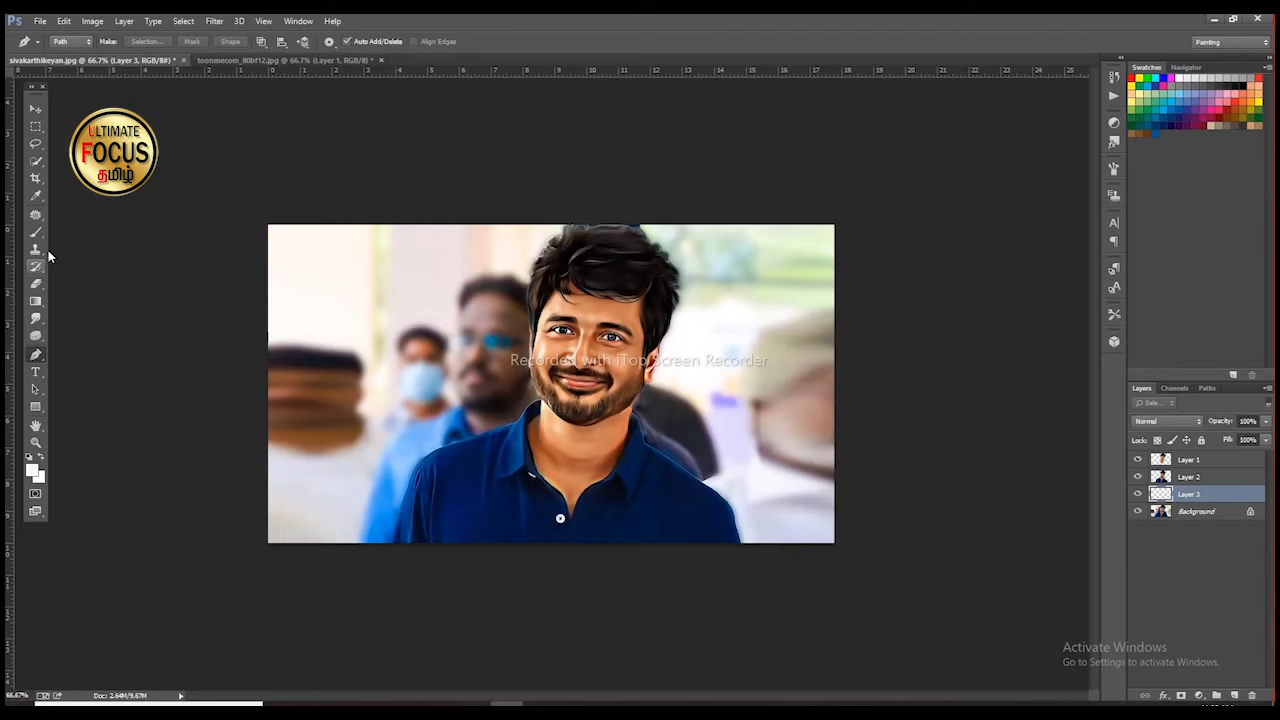 Ps File Edit Image Layer Type Select Filter 3D View Window Help
Path Make: Selection... Mask Shape Auto Add/Delete Align Edges Painting
sivakarthikeyan.jpg @ 66.7% (Layer 3, RGB/8#) * × toonmecom_80bf12.jpg @ 66.7% (Layer 1, RGB/8) * ×
Swatches Navigator
ULTIMATE
FOCUS
தமிழ்
Recorded with iTop Screen Recorder
Layers Channels Paths
Normal Opacity: 100%
Lock: Fill: 100%
Layer 1
Layer 2
Layer 3
Background
Activate Windows
Go to Settings to activate Windows.
66.67% Doc: 2.64M/9.67M